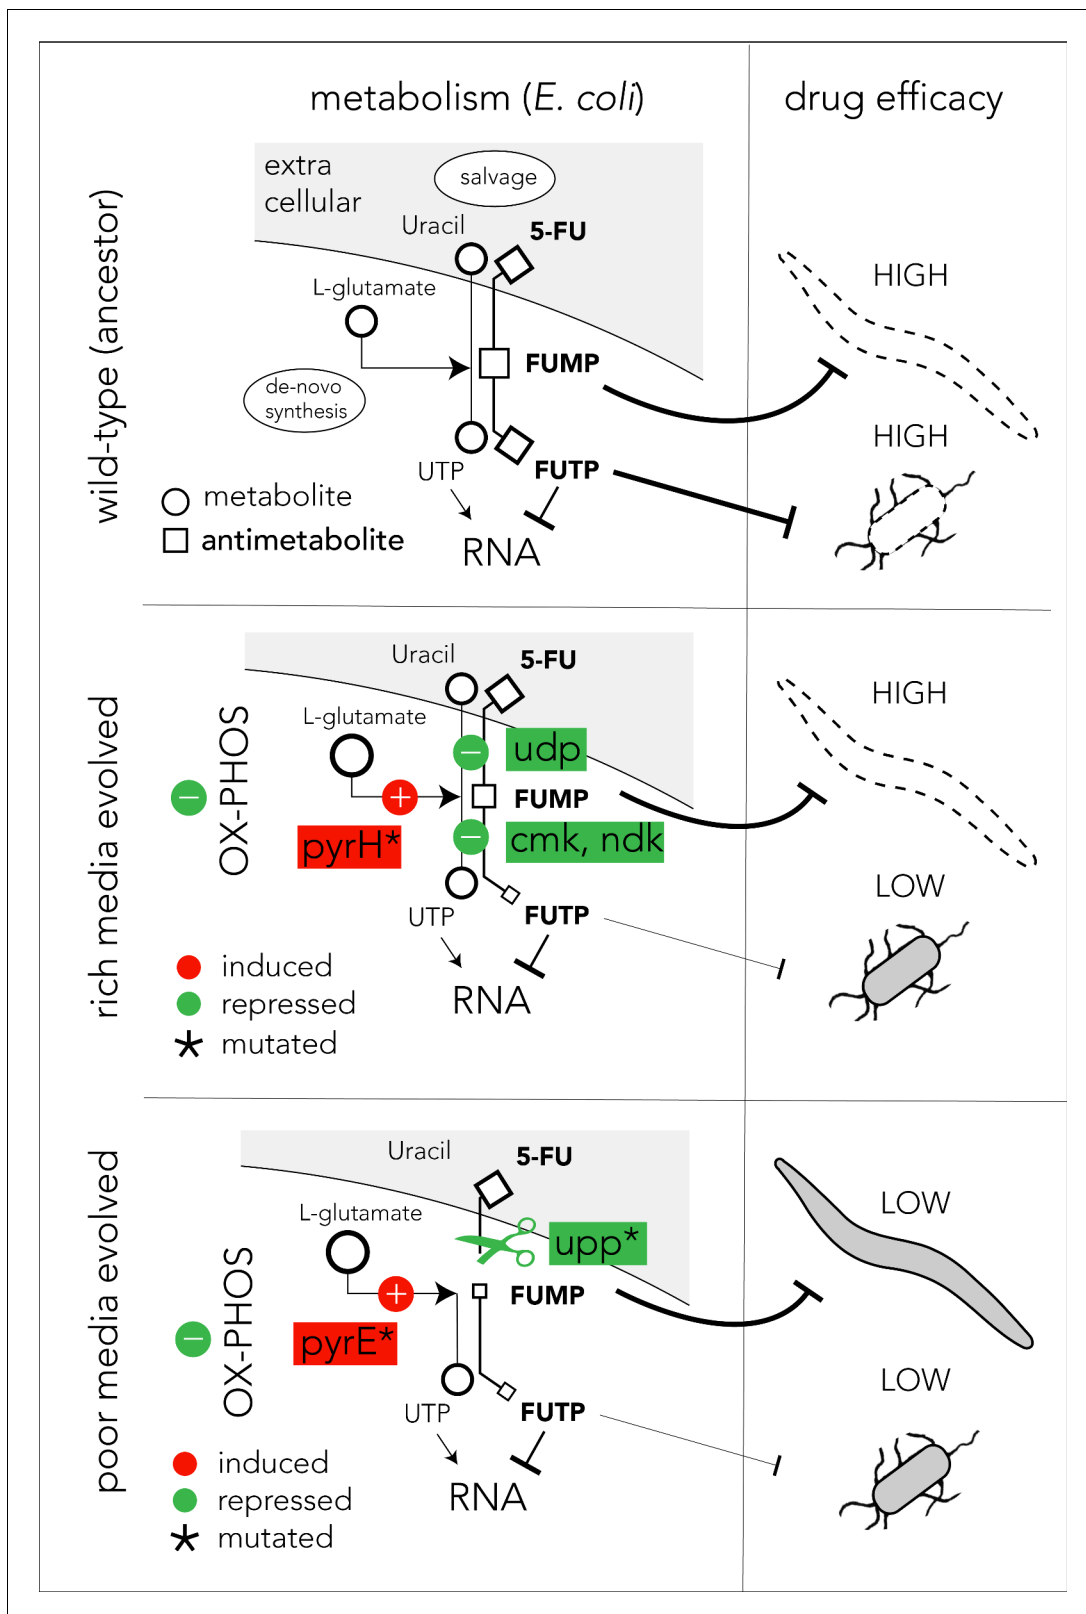 metabolism (E. coli)
drug efficacy
wild-type (ancestor)
extra
cellular
salvage
Uracil
5-FU
HIGH
L-glutamate
FUMP
de-novo
synthesis
HIGH
UTP
FUTP
metabolite
antimetabolite
RNA
rich media evolved
Uracil
5-FU
HIGH
OX-PHOS
L-glutamate
−
udp
−
+
FUMP
pyrH*
−
cmk, ndk
LOW
UTP
FUTP
induced
repressed
* mutated
RNA
poor media evolved
Uracil
5-FU
LOW
L-glutamate
upp*
OX-PHOS
+
FUMP
−
pyrE*
LOW
UTP
FUTP
induced
repressed
* mutated
RNA